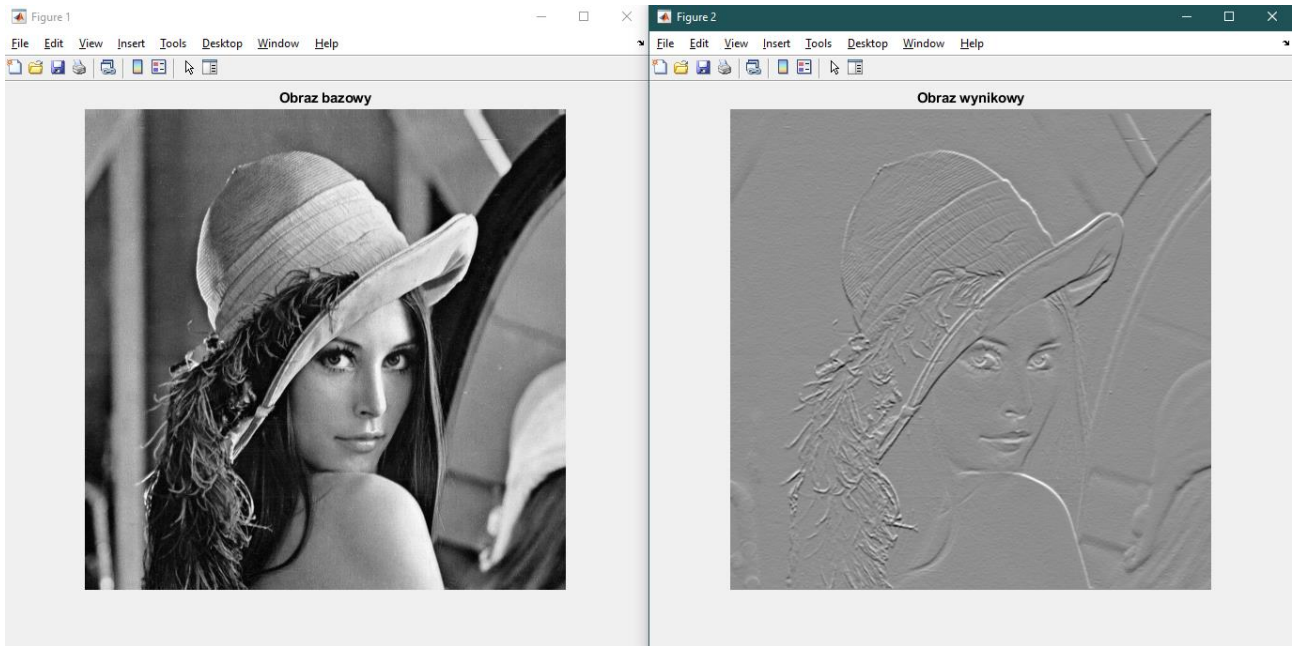 Figure 1
File Edit View Insert Tools Desktop Window Help
Obraz bazowy
Figure 2
File Edit View Insert Tools Desktop Window Help
Obraz wynikowy